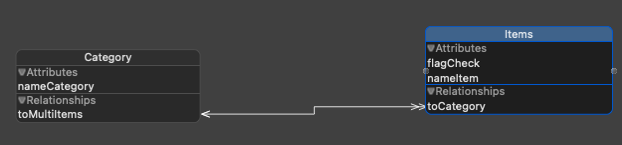 Category
Attributes
nameCategory
Relationships
toMultiItems
Items
Attributes
flagCheck
nameItem
Relationships
toCategory